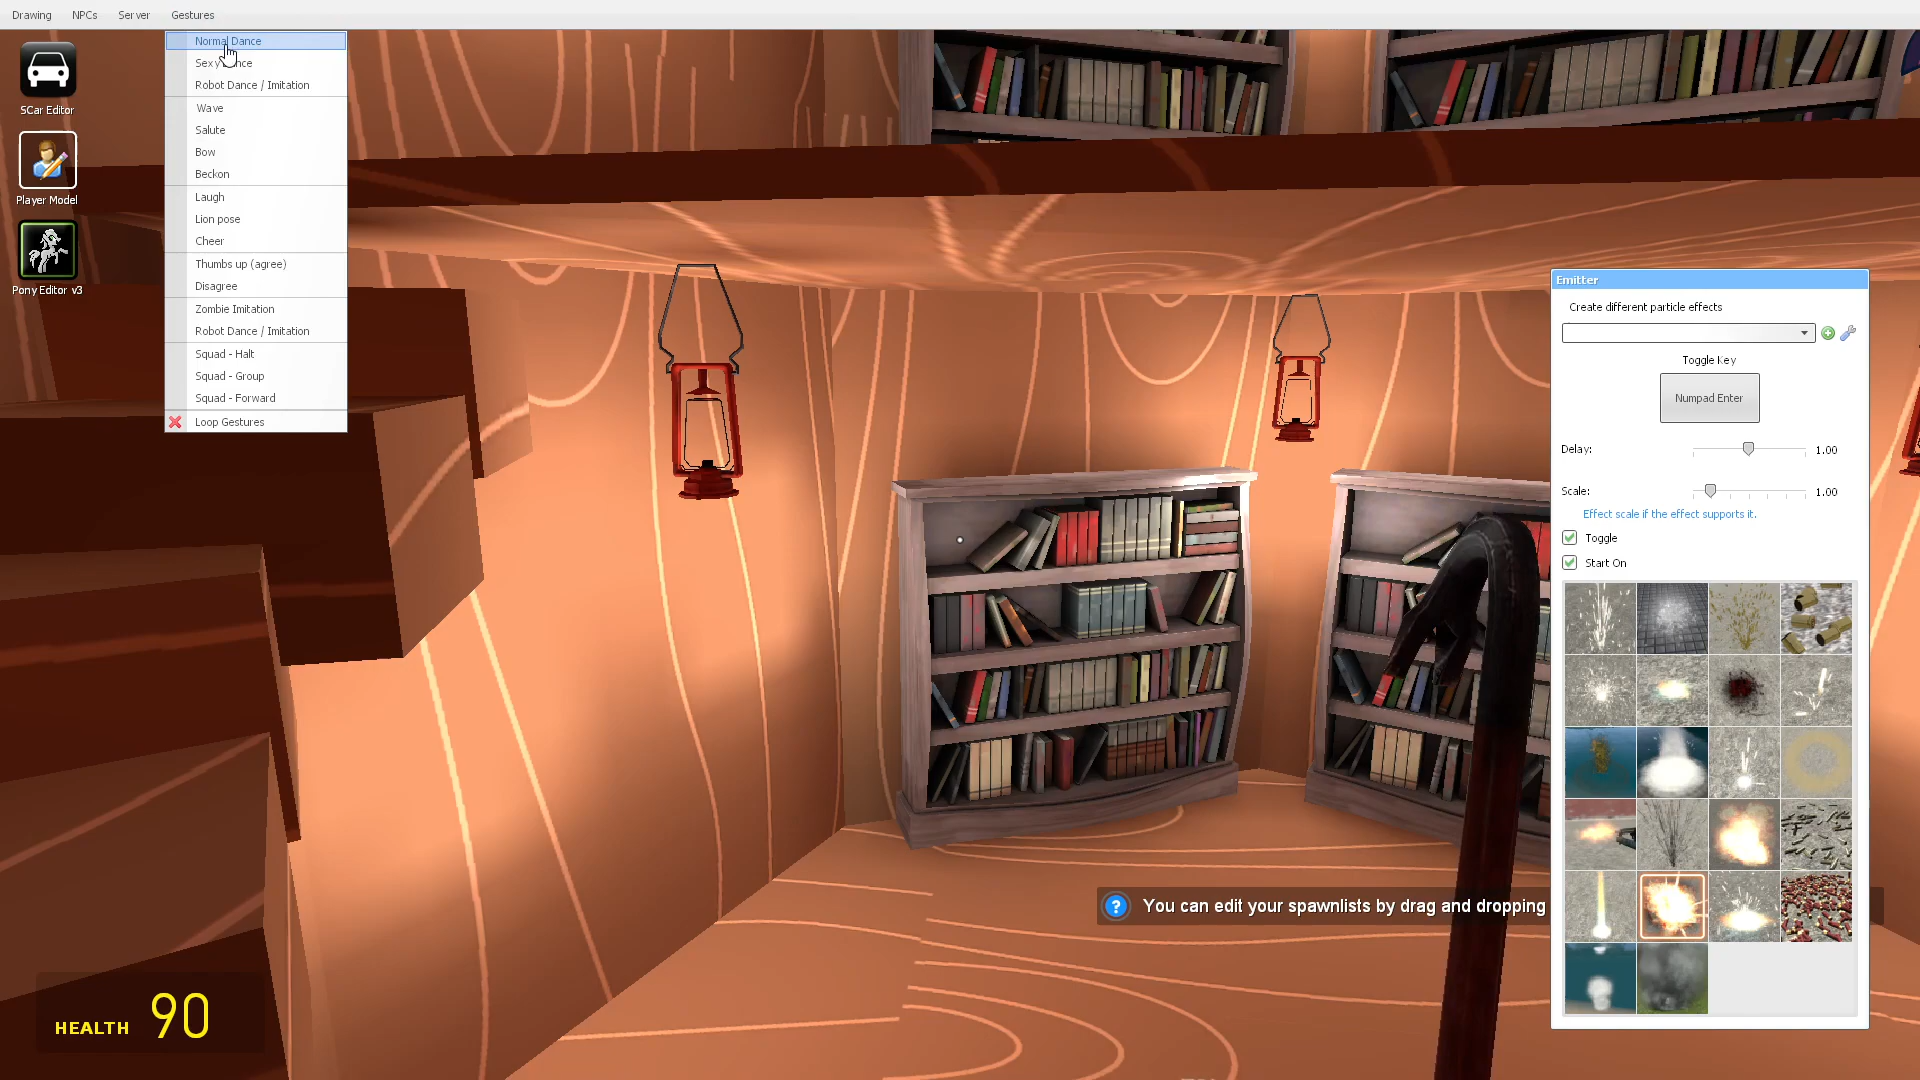 Drawing NPCs Server Gestures
SCar Editor
Player Model
Pony Editor v3
Normal Dance
Sexy Dance
Robot Dance / Imitation
Wave
Salute
Bow
Beckon
Laugh
Lion pose
Cheer
Thumbs up (agree)
Disagree
Zombie Imitation
Robot Dance / Imitation
Squad - Halt
Squad - Group
Squad - Forward
Loop Gestures
Emitter
Create different particle effects
Toggle Key
Numpad Enter
Delay: 1.00
Scale: 1.00
Effect scale if the effect supports it.
Toggle
Start On
? You can edit your spawnlists by drag and dropping
HEALTH 90